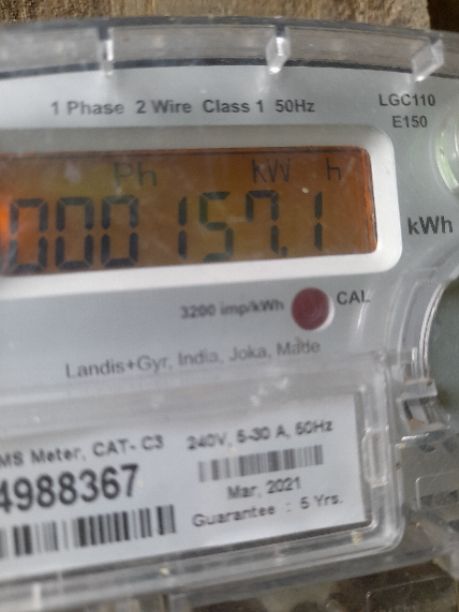 1 Phase 2 Wire Class 1 50Hz
LGC110
E150
Ph kW h
000157.1
kWh
3200 imp/kWh
CAL
Landis+Gyr, India, Joka, Made
MS Meter, CAT- C3
240V, 5-30 A, 50Hz
4988367
Mar, 2021
Guarantee : 5 Yrs.